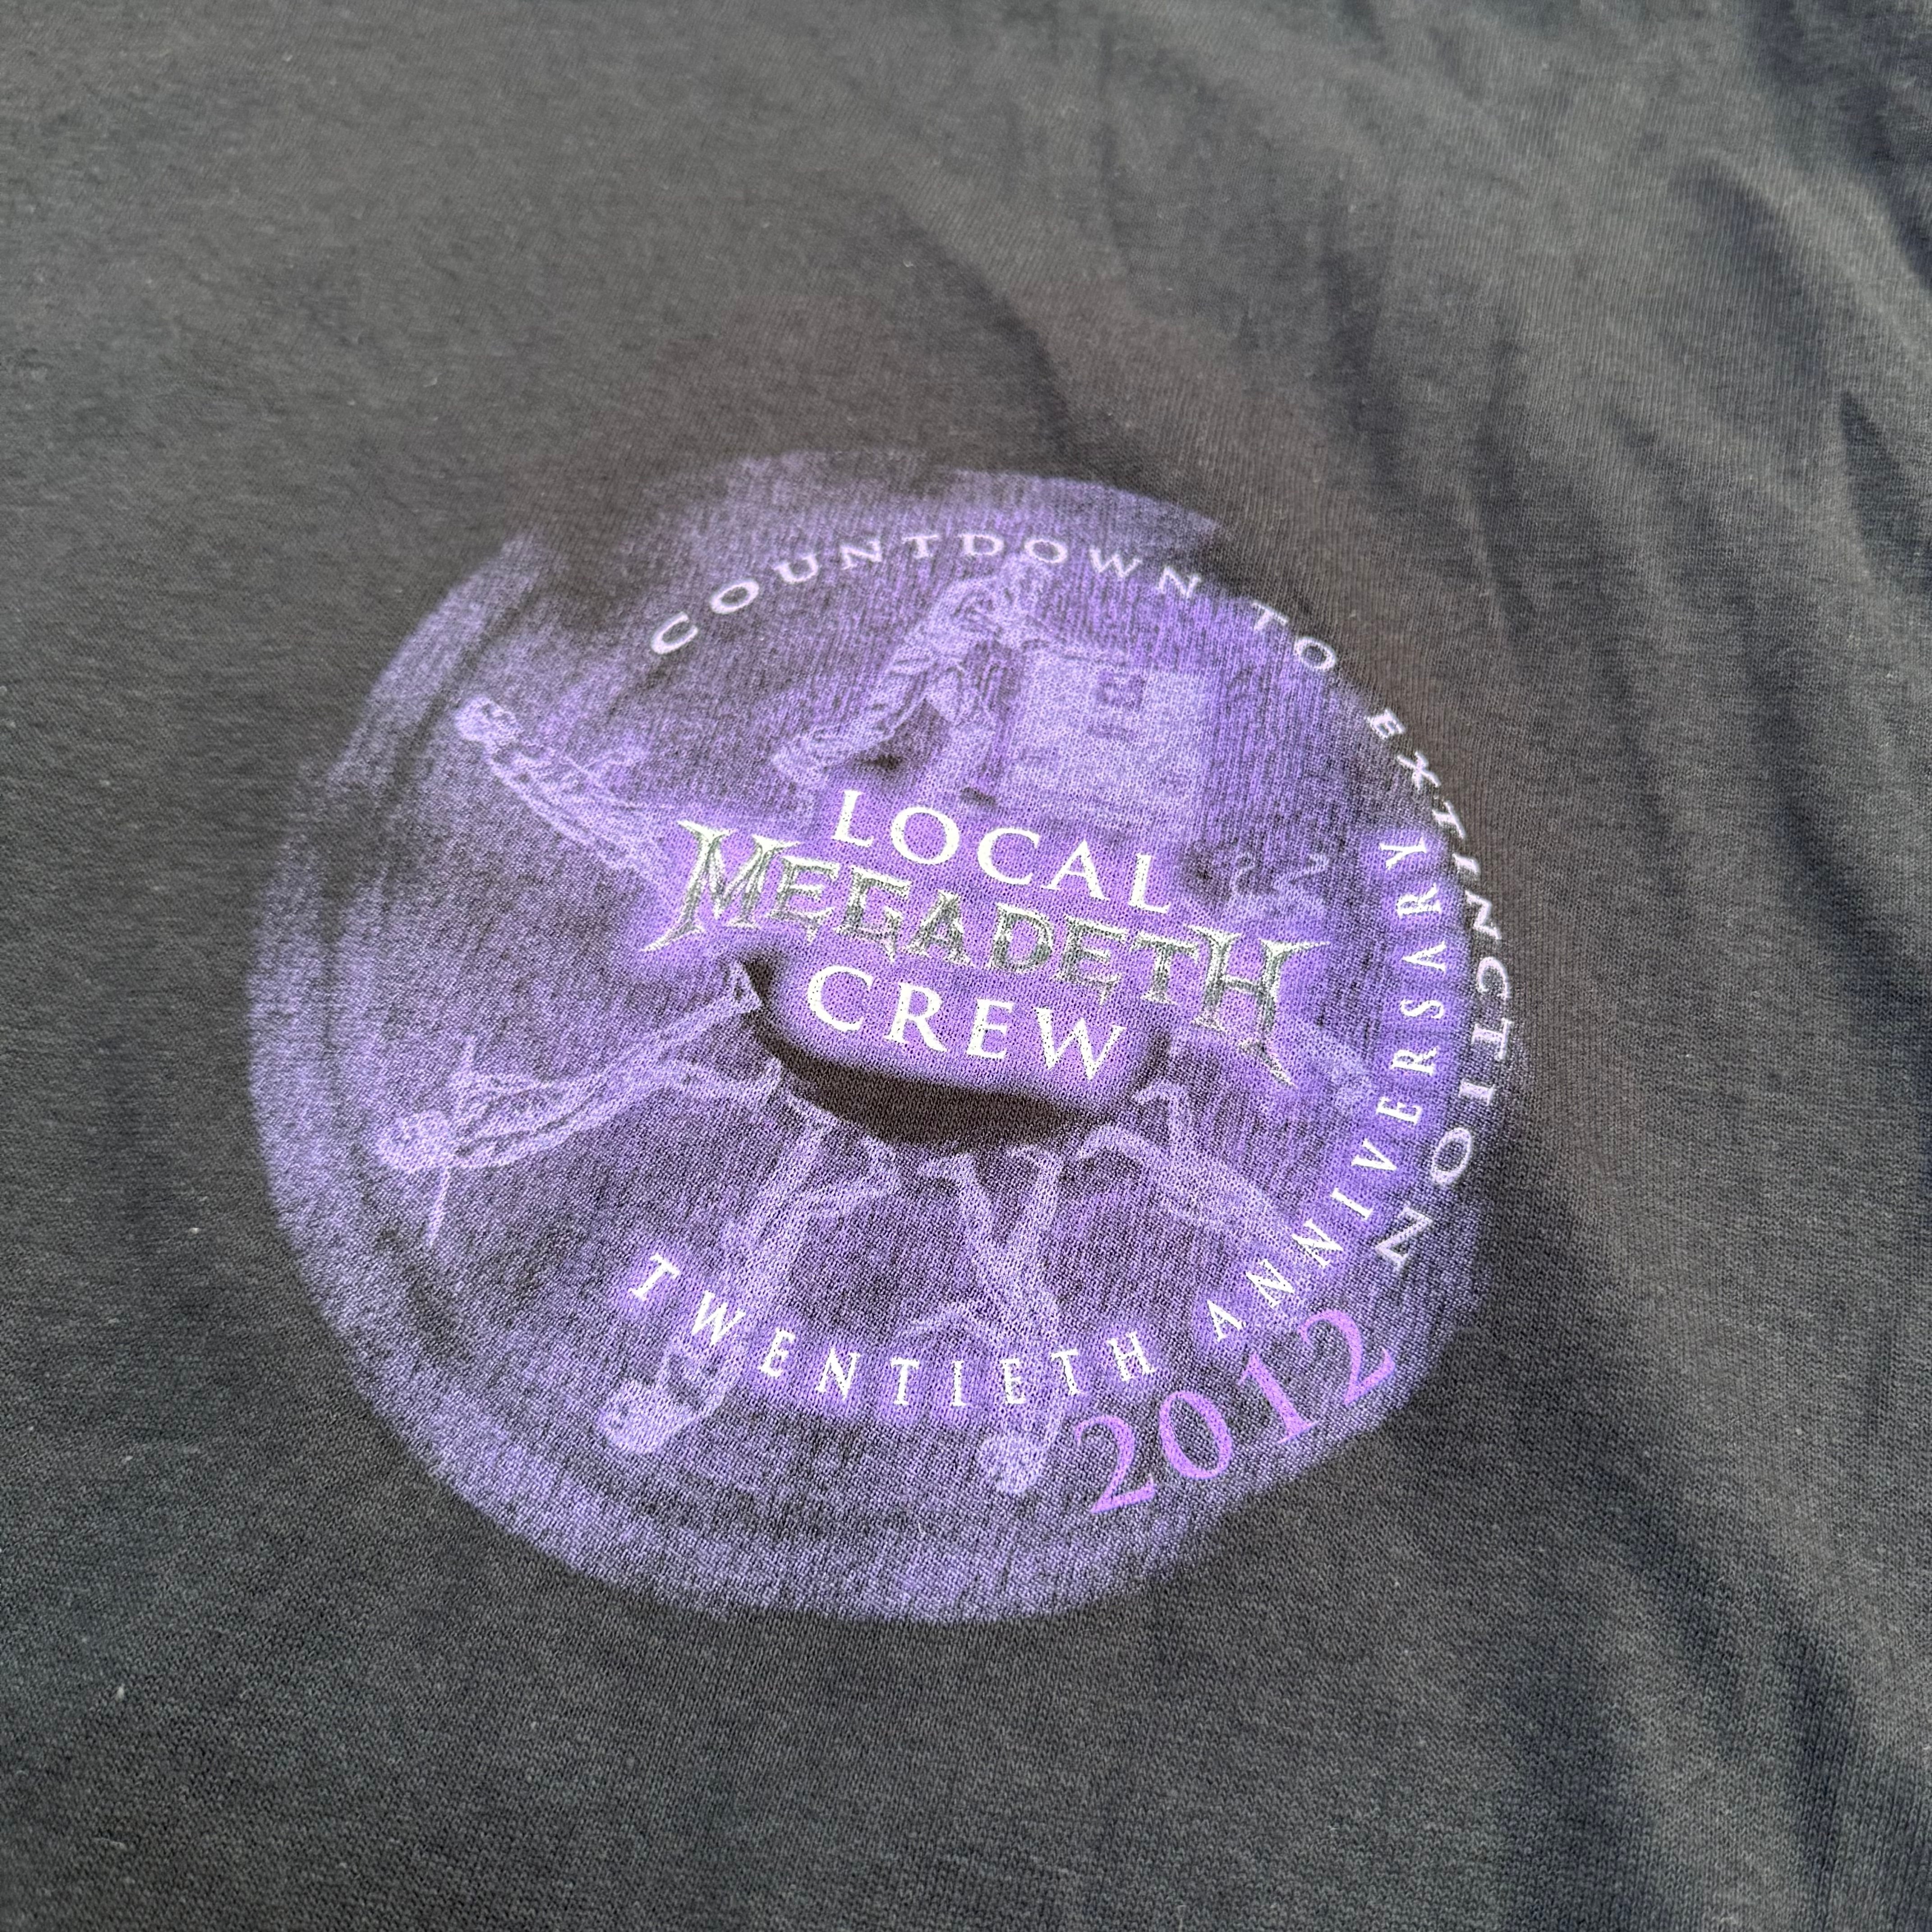 COUNTDOWN TO EXTINCTION
LOCAL
MEGADETH
CREW
TWENTIETH ANNIVERSARY
2012